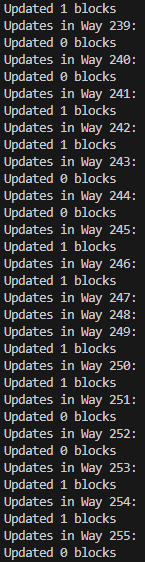 Updated 1 blocks
Updates in Way 239:
Updated 0 blocks
Updates in Way 240:
Updated 0 blocks
Updates in Way 241:
Updated 1 blocks
Updates in Way 242:
Updated 1 blocks
Updates in Way 243:
Updated 0 blocks
Updates in Way 244:
Updated 0 blocks
Updates in Way 245:
Updated 1 blocks
Updates in Way 246:
Updated 1 blocks
Updates in Way 247:
Updates in Way 248:
Updates in Way 249:
Updated 1 blocks
Updates in Way 250:
Updated 1 blocks
Updates in Way 251:
Updated 0 blocks
Updates in Way 252:
Updated 0 blocks
Updates in Way 253:
Updated 1 blocks
Updates in Way 254:
Updated 1 blocks
Updates in Way 255:
Updated 0 blocks